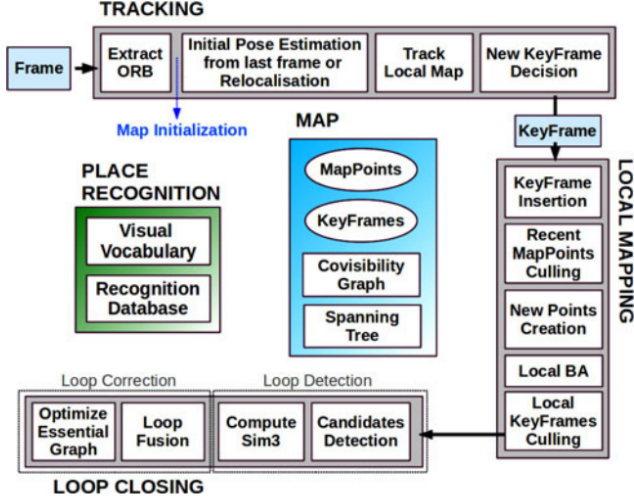 TRACKING
Frame
Extract
ORB
Initial Pose Estimation
from last frame or
Relocalisation
Track
Local Map
New KeyFrame
Decision
Map Initialization
KeyFrame
MAP
MapPoints
KeyFrames
Covisibility
Graph
Spanning
Tree
PLACE
RECOGNITION
Visual
Vocabulary
Recognition
Database
LOCAL MAPPING
KeyFrame
Insertion
Recent
MapPoints
Culling
New Points
Creation
Local BA
Local
KeyFrames
Culling
Loop Correction
Loop Detection
Optimize
Essential
Graph
Loop
Fusion
Compute
Sim3
Candidates
Detection
LOOP CLOSING